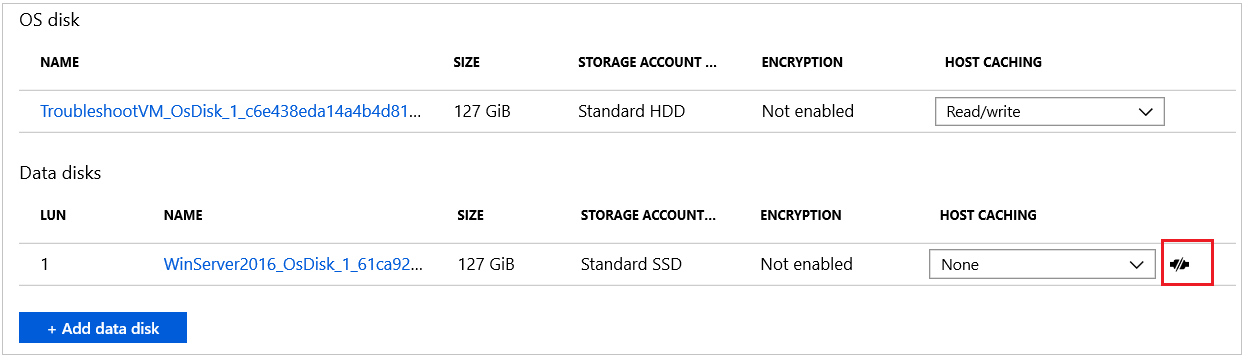 OS disk
NAME SIZE STORAGE ACCOUNT ... ENCRYPTION HOST CACHING
TroubleshootVM_OsDisk_1_c6e438eda14a4b4d81... 127 GiB Standard HDD Not enabled Read/write
Data disks
LUN NAME SIZE STORAGE ACCOUNT... ENCRYPTION HOST CACHING
1 WinServer2016_OsDisk_1_61ca92... 127 GiB Standard SSD Not enabled None
+ Add data disk